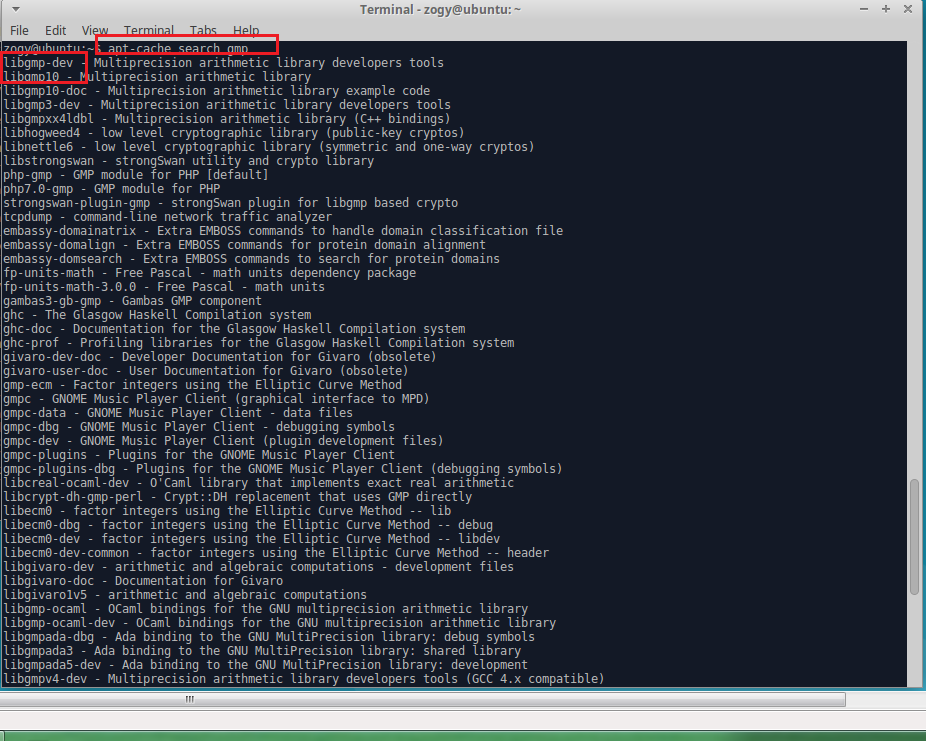 Terminal - zogy@ubuntu: ~
File Edit View Terminal Tabs Help
zogy@ubuntu:~$ apt-cache search gmp
libgmp-dev - Multiprecision arithmetic library developers tools
libgmp10 - Multiprecision arithmetic library
libgmp10-doc - Multiprecision arithmetic library example code
libgmp3-dev - Multiprecision arithmetic library developers tools
libgmpxx4ldbl - Multiprecision arithmetic library (C++ bindings)
libhogweed4 - low level cryptographic library (public-key cryptos)
libnettle6 - low level cryptographic library (symmetric and one-way cryptos)
libstrongswan - strongSwan utility and crypto library
php-gmp - GMP module for PHP [default]
php7.0-gmp - GMP module for PHP
strongswan-plugin-gmp - strongSwan plugin for libgmp based crypto
tcpdump - command-line network traffic analyzer
embassy-domainatrix - Extra EMBOSS commands to handle domain classification file
embassy-domalign - Extra EMBOSS commands for protein domain alignment
embassy-domsearch - Extra EMBOSS commands to search for protein domains
fp-units-math - Free Pascal - math units dependency package
fp-units-math-3.0.0 - Free Pascal - math units
gambas3-gb-gmp - Gambas GMP component
ghc - The Glasgow Haskell Compilation system
ghc-doc - Documentation for the Glasgow Haskell Compilation system
ghc-prof - Profiling libraries for the Glasgow Haskell Compilation system
givaro-dev-doc - Developer Documentation for Givaro (obsolete)
givaro-user-doc - User Documentation for Givaro (obsolete)
gmp-ecm - Factor integers using the Elliptic Curve Method
gmpc - GNOME Music Player Client (graphical interface to MPD)
gmpc-data - GNOME Music Player Client - data files
gmpc-dbg - GNOME Music Player Client - debugging symbols
gmpc-dev - GNOME Music Player Client (plugin development files)
gmpc-plugins - Plugins for the GNOME Music Player Client
gmpc-plugins-dbg - Plugins for the GNOME Music Player Client (debugging symbols)
libcreal-ocaml-dev - O'Caml library that implements exact real arithmetic
libcrypt-dh-gmp-perl - Crypt::DH replacement that uses GMP directly
libecm0 - factor integers using the Elliptic Curve Method -- lib
libecm0-dbg - factor integers using the Elliptic Curve Method -- debug
libecm0-dev - factor integers using the Elliptic Curve Method -- libdev
libecm0-dev-common - factor integers using the Elliptic Curve Method -- header
libgivaro-dev - arithmetic and algebraic computations - development files
libgivaro-doc - Documentation for Givaro
libgivaro1v5 - arithmetic and algebraic computations
libgmp-ocaml - OCaml bindings for the GNU multiprecision arithmetic library
libgmp-ocaml-dev - OCaml bindings for the GNU multiprecision arithmetic library
libgmpada-dbg - Ada binding to the GNU MultiPrecision library: debug symbols
libgmpada3 - Ada binding to the GNU MultiPrecision library: shared library
libgmpada5-dev - Ada binding to the GNU MultiPrecision library: development
libgmpv4-dev - Multiprecision arithmetic library developers tools (GCC 4.x compatible)